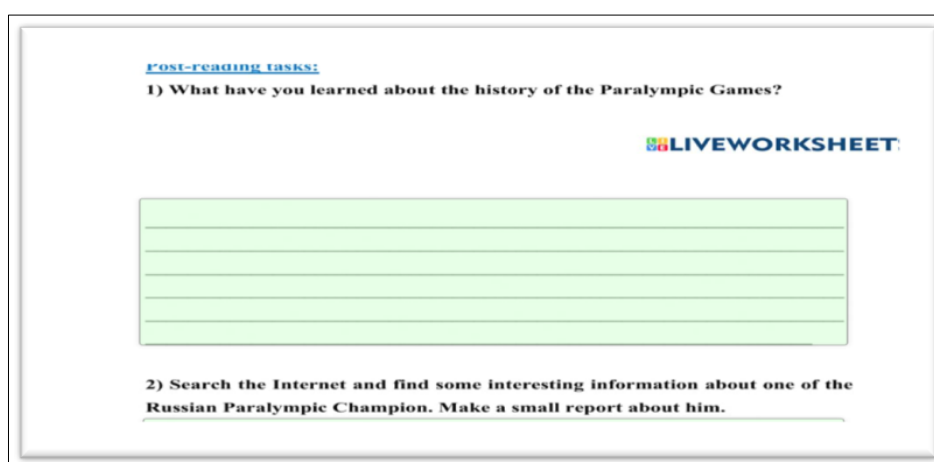 Post-reading tasks:
1) What have you learned about the history of the Paralympic Games?
LIVEWORKSHEETS
2) Search the Internet and find some interesting information about one of the
Russian Paralympic Champion. Make a small report about him.